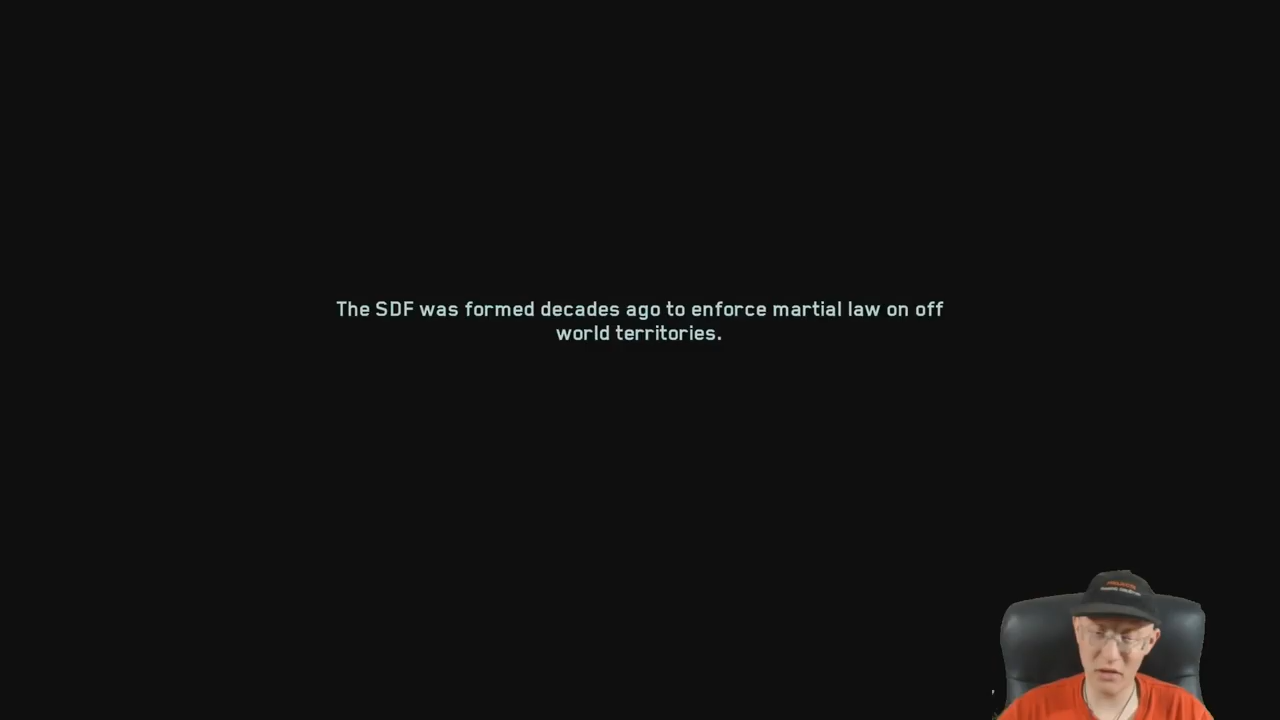 The SDF was formed decades ago to enforce martial law on off
world territories.